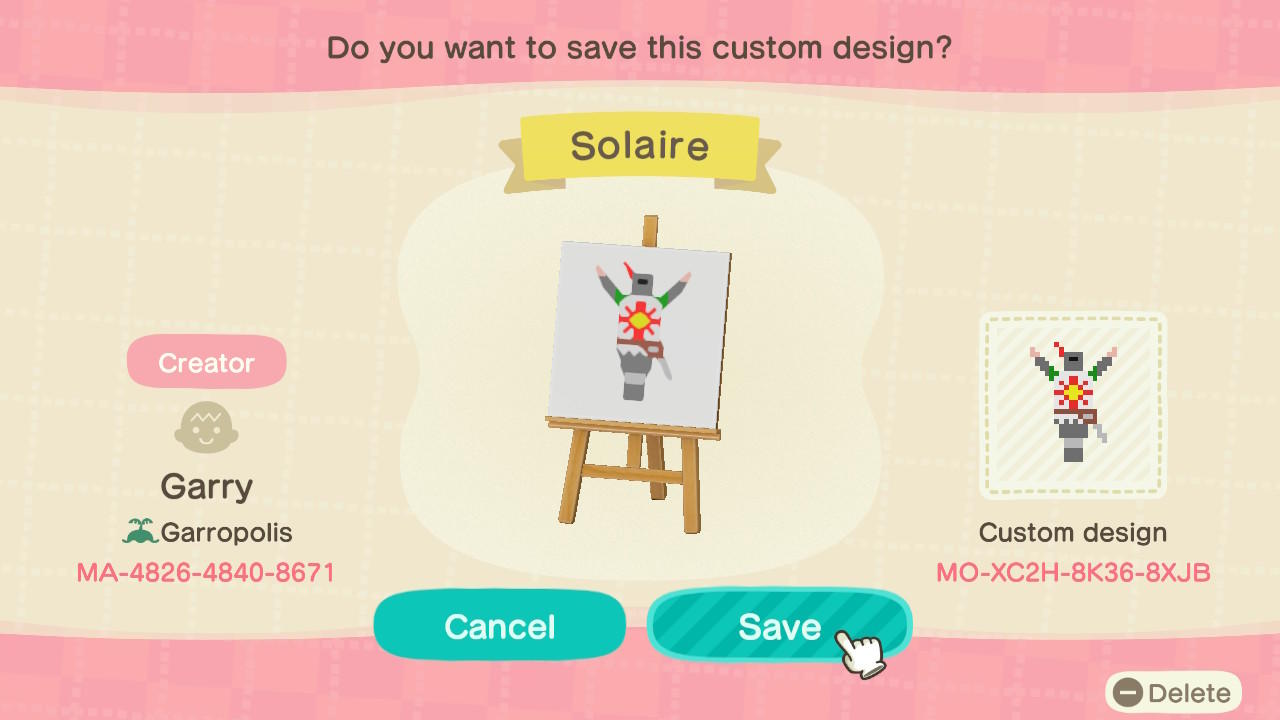 Do you want to save this custom design?
Solaire
Creator
Garry
Garropolis
MA-4826-4840-8671
Custom design
MO-XC2H-8K36-8XJB
Cancel
Save
Delete